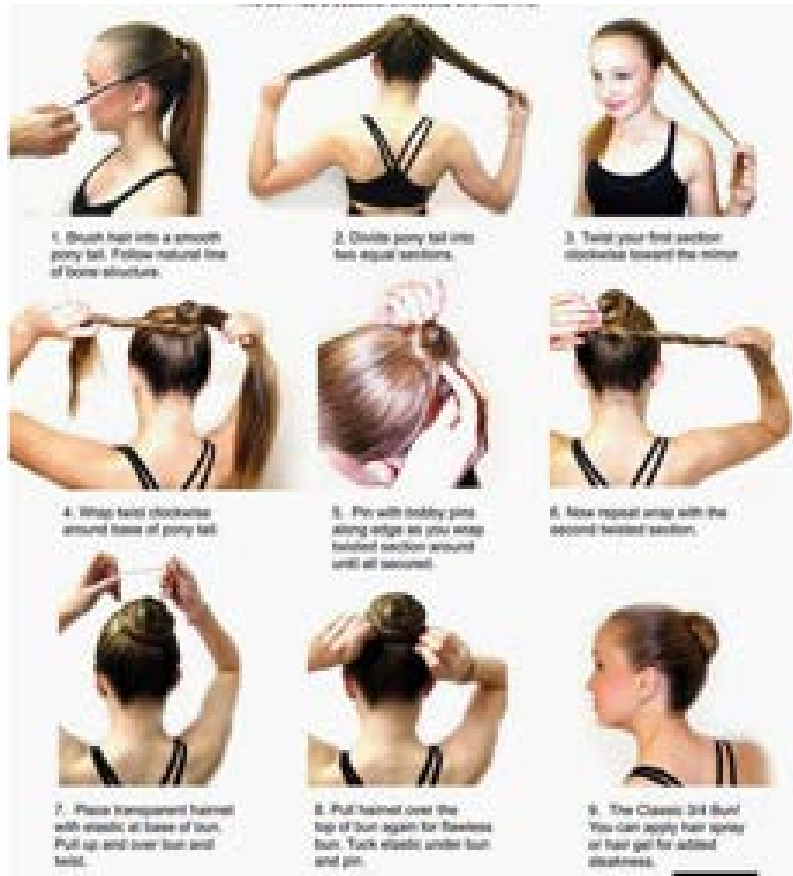 1. Brush hair into a smooth
pony tail. Follow natural line
of bone structure.
2. Divide pony tail into
two equal sections.
3. Twist your first section
clockwise toward the mirror
4. Wrap twist clockwise
around base of pony tail.
5. Pin with bobby pins
along edge as you wrap
twisted section around
until all secured.
6. Now repeat wrap with the
second twisted section.
7. Place transparent hairnet
with elastic at base of bun.
Pull up and over bun and
twist.
8. Pull hairnet over the
top of bun again for flawless
bun. Tuck elastic under bun
and pin.
9. The Classic 3/4 Bun!
You can apply hair spray
or hair gel for added
sleekness.